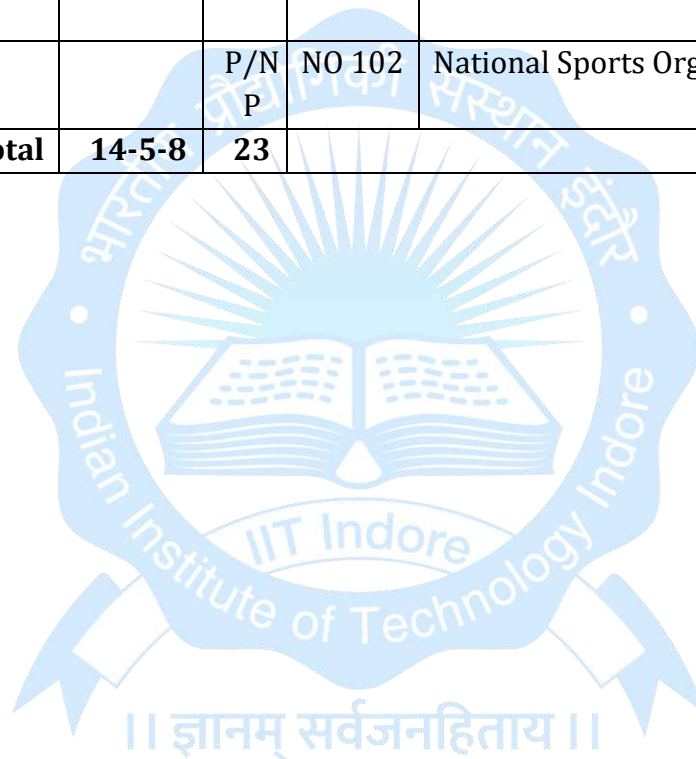 P/N NO 102 National Sports Org
P
otal 14-5-8 23
भारतीय प्रौद्योगिकी संस्थान इंदौर
Indian Institute of Technology Indore
IIT Indore
।। ज्ञानम् सर्वजनहिताय ।।